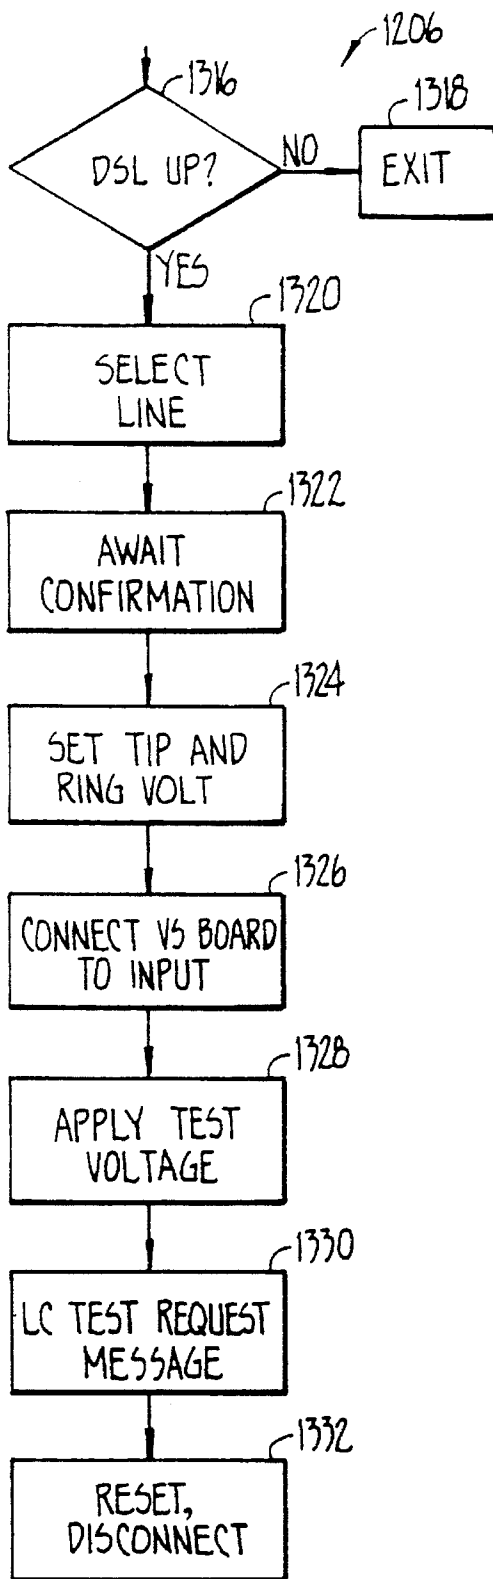 1206
1316
1318
DSL UP?
NO
EXIT
YES
1320
SELECT
LINE
1322
AWAIT
CONFIRMATION
1324
SET TIP AND
RING VOLT
1326
CONNECT VS BOARD
TO INPUT
1328
APPLY TEST
VOLTAGE
1330
LC TEST REQUEST
MESSAGE
1332
RESET,
DISCONNECT